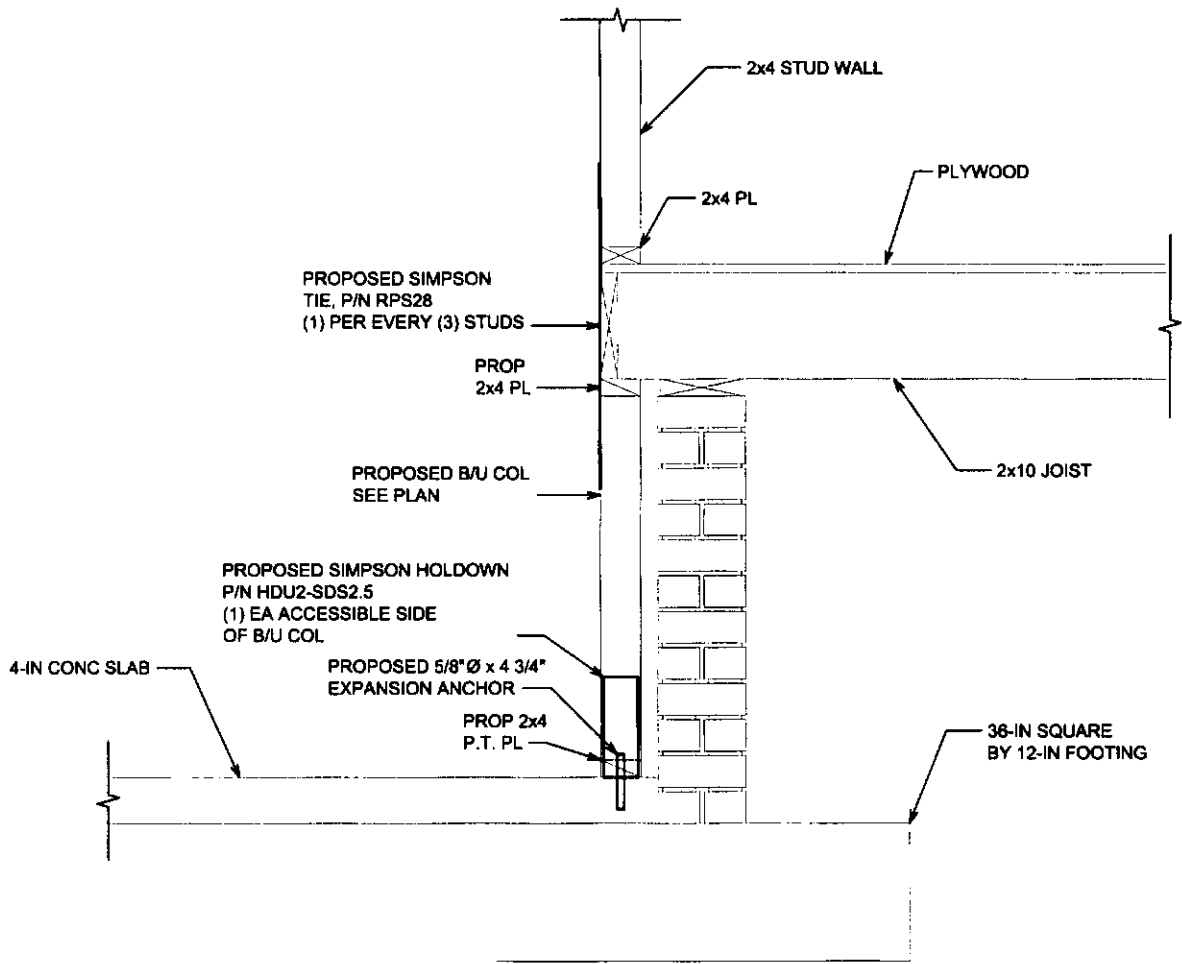 2x4 STUD WALL
PLYWOOD
2x4 PL
PROPOSED SIMPSON
TIE, P/N RPS28
(1) PER EVERY (3) STUDS
PROP
2x4 PL
PROPOSED B/U COL
SEE PLAN
2x10 JOIST
PROPOSED SIMPSON HOLDOWN
P/N HDU2-SDS2.5
(1) EA ACCESSIBLE SIDE
OF B/U COL
4-IN CONC SLAB
PROPOSED 5/8"Ø x 4 3/4"
EXPANSION ANCHOR
PROP 2x4
P.T. PL
36-IN SQUARE
BY 12-IN FOOTING